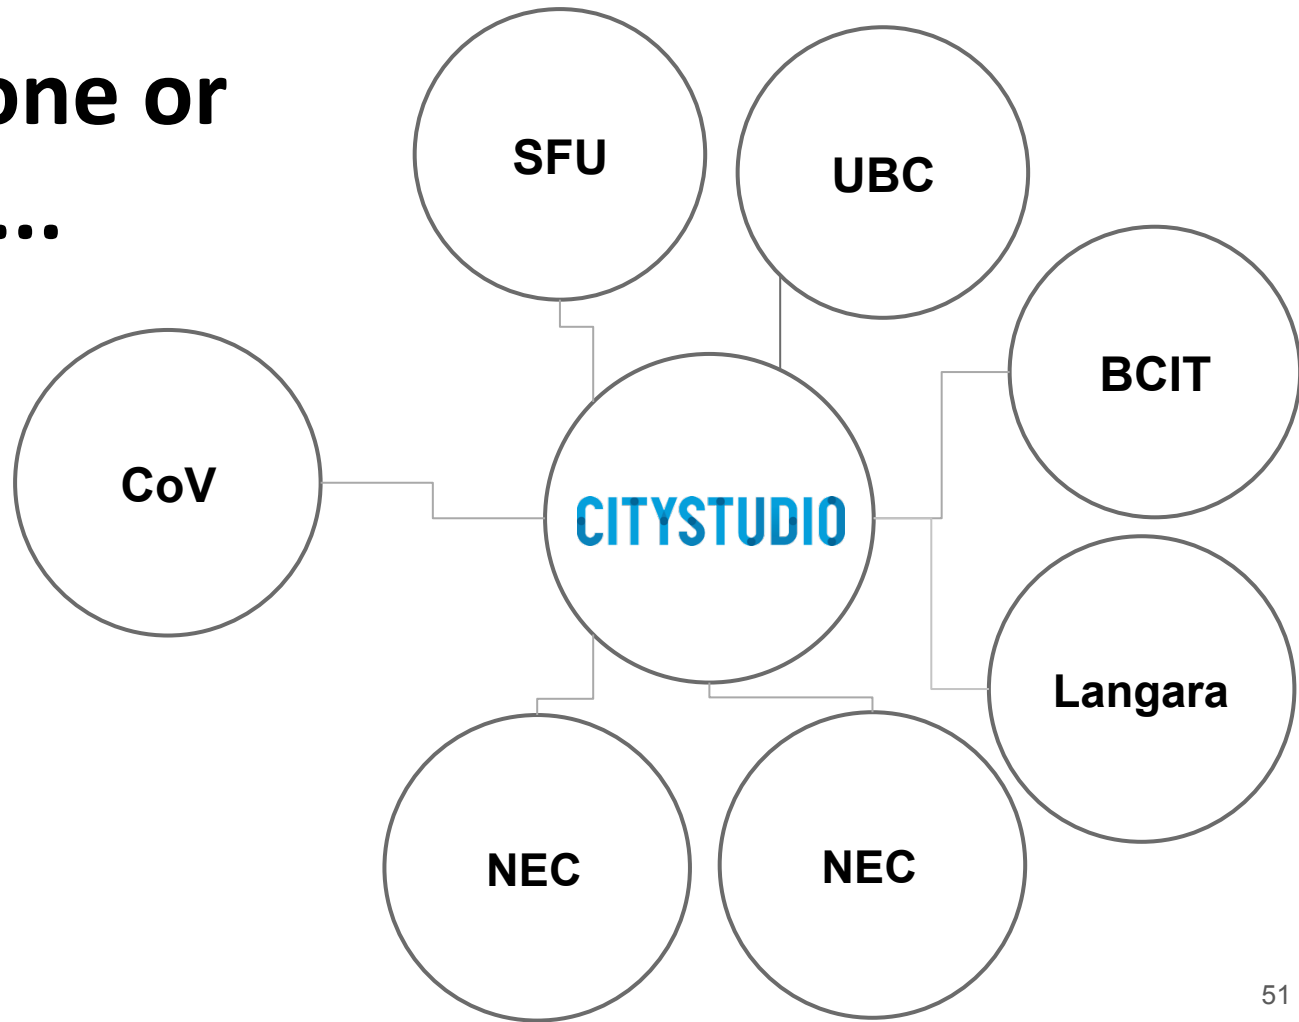 one or
...
SFU
UBC
BCIT
CoV
CITYSTUDIO
Langara
NEC
NEC
51